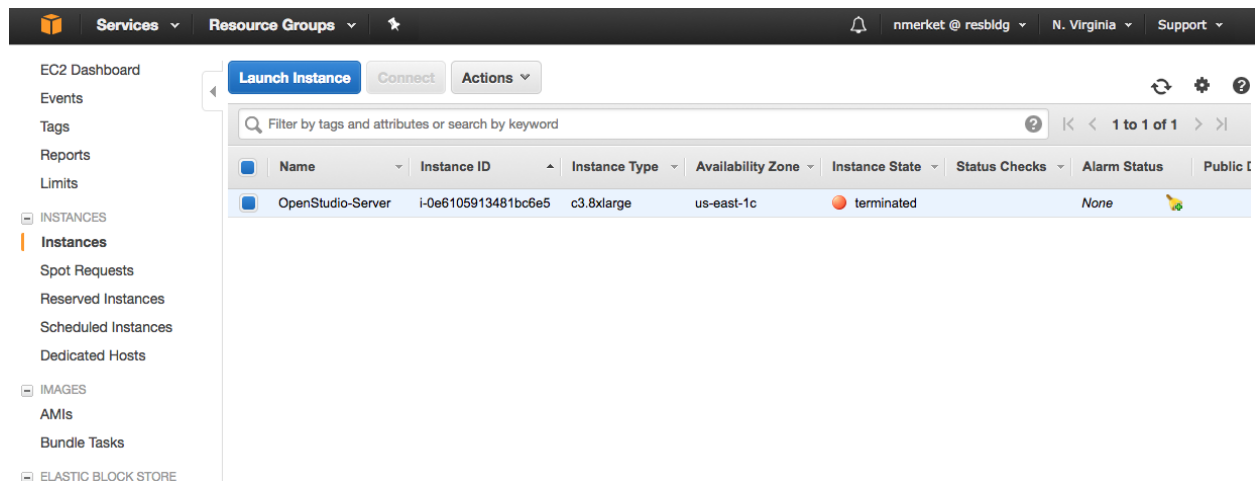 Services Resource Groups nmerket @ resbldg N. Virginia Support
EC2 Dashboard
Events
Tags
Reports
Limits
INSTANCES
Instances
Spot Requests
Reserved Instances
Scheduled Instances
Dedicated Hosts
IMAGES
AMIs
Bundle Tasks
ELASTIC BLOCK STORE
Launch Instance Connect Actions
Filter by tags and attributes or search by keyword 1 to 1 of 1
Name Instance ID Instance Type Availability Zone Instance State Status Checks Alarm Status Public D
OpenStudio-Server i-0e6105913481bc6e5 c3.8xlarge us-east-1c terminated None